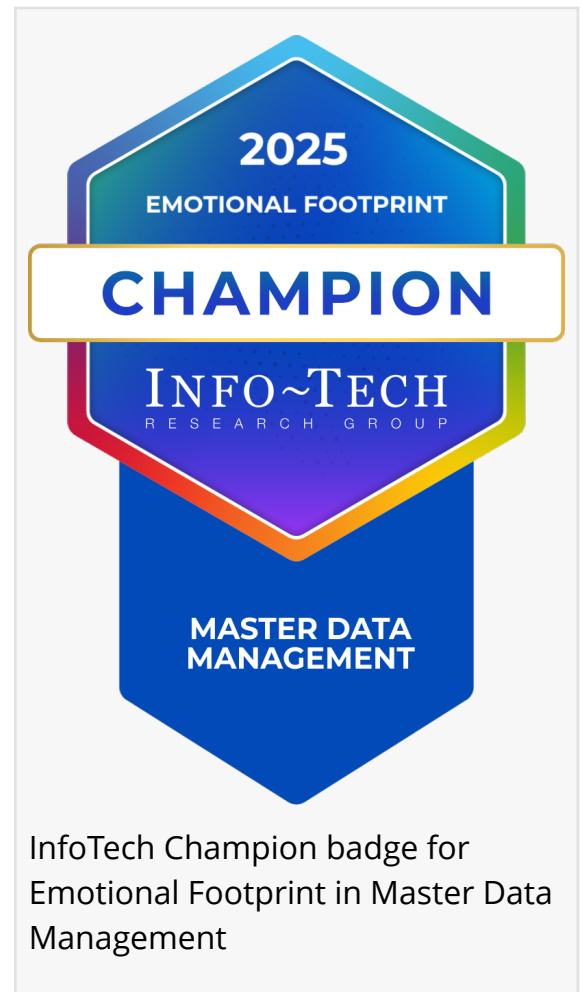 2025
EMOTIONAL FOOTPRINT
CHAMPION
INFO~TECH
RESEARCH GROUP
MASTER DATA
MANAGEMENT
InfoTech Champion badge for
Emotional Footprint in Master Data
Management